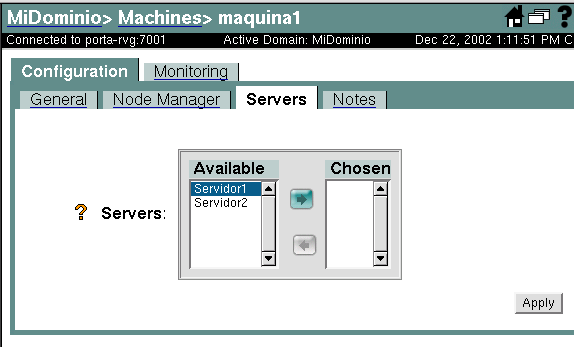 MiDominio> Machines> maquina1
Connected to porta-rvg:7001 Active Domain: MiDominio Dec 22, 2002 1:11:51 PM C
Configuration Monitoring
General Node Manager Servers Notes
Available Chosen
Servidor1
Servidor2
? Servers:
Apply